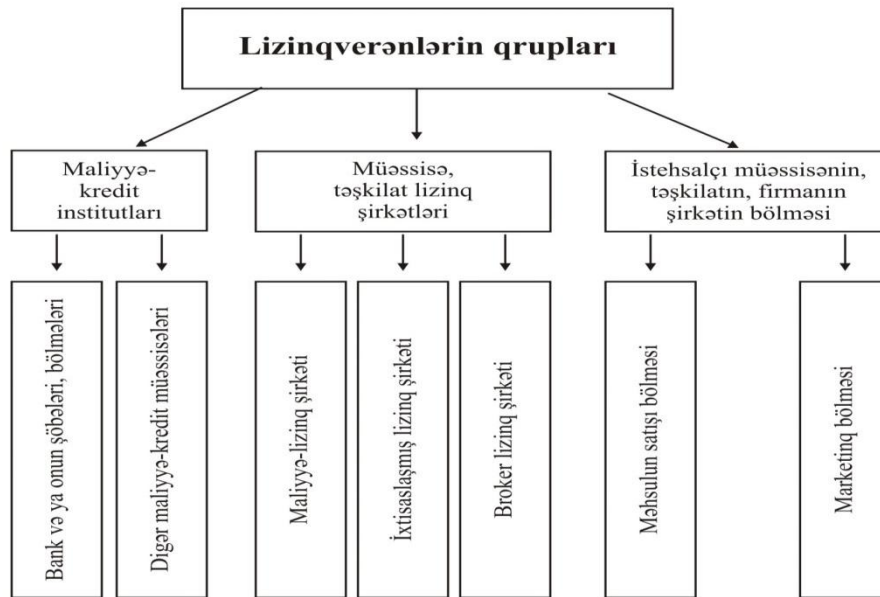 Lizinqverənlərin qrupları
Maliyyə-
kredit
institutları
Müəssisə,
təşkilat lizinq
şirkətləri
İstehsalçı müəssisənin,
təşkilatın, firmanın
şirkətin bölməsi
Bank və ya onun şöbələri, bölmələri
Digər maliyyə-kredit müəssisələri
Maliyyə-lizinq şirkəti
İxtisaslaşmış lizinq şirkəti
Broker lizinq şirkəti
Məhsulun satışı bölməsi
Marketinq bölməsi